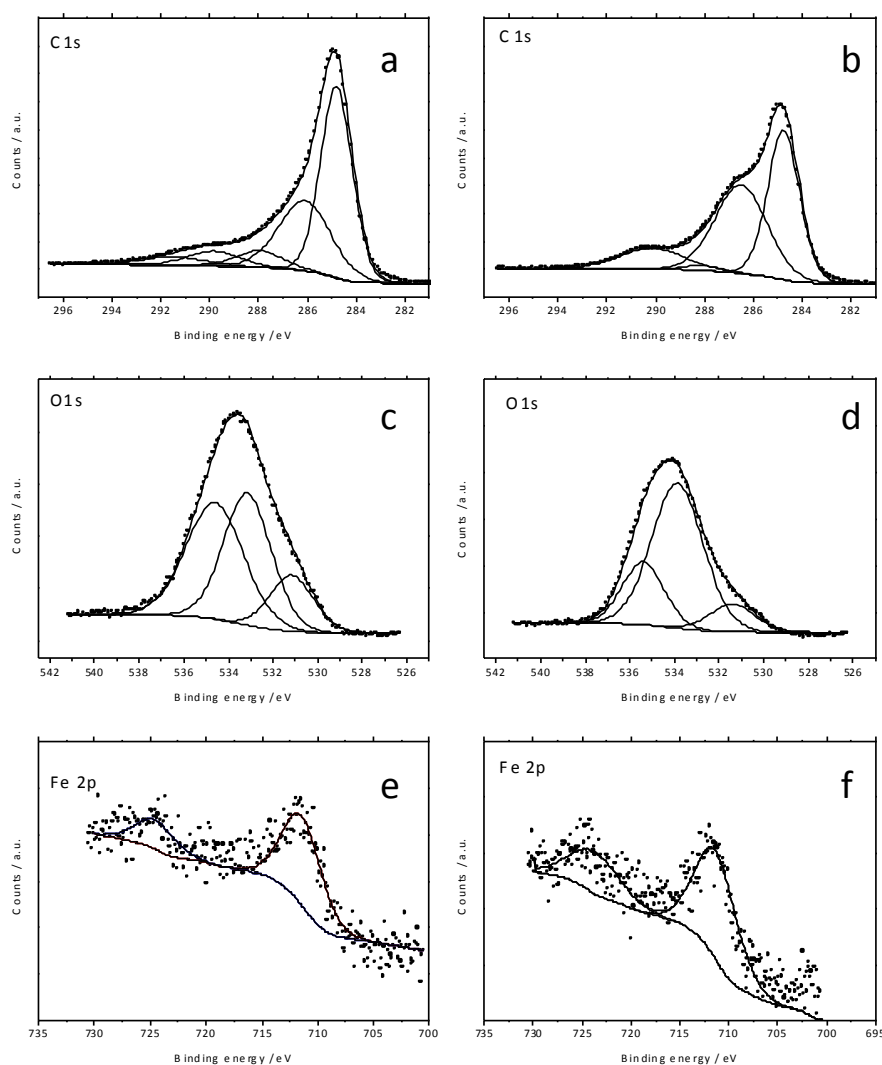 C 1s
a
Counts / a.u.
296 294 292 290 288 286 284 282
Binding energy / eV
C 1s
b
Counts / a.u.
296 294 292 290 288 286 284 282
Binding energy / eV
O1s
c
Counts / a.u.
542 540 538 536 534 532 530 528 526
Binding energy / eV
O1s
d
Counts / a.u.
542 540 538 536 534 532 530 528 526
Binding energy / eV
Fe 2p
e
Counts / a.u.
735 730 725 720 715 710 705 700
Binding energy / eV
Fe 2p
f
Counts / a.u.
735 730 725 720 715 710 705 700 695
Binding energy / eV